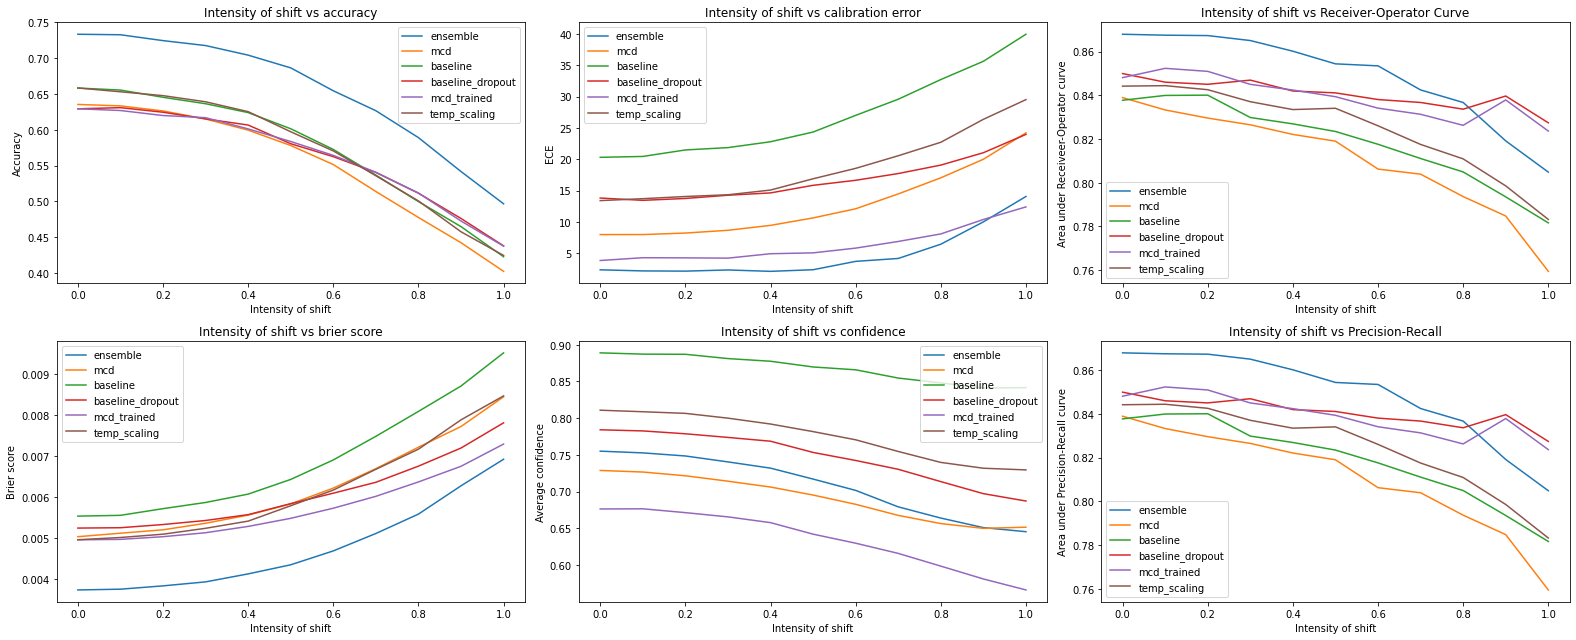 Intensity of shift vs accuracy
Accuracy
0.75
0.70
0.65
0.60
0.55
0.50
0.45
0.40
0.0 0.2 0.4 0.6 0.8 1.0
Intensity of shift
ensemble
mcd
baseline
baseline_dropout
mcd_trained
temp_scaling
Intensity of shift vs calibration error
ECE
40
35
30
25
20
15
10
5
0.0 0.2 0.4 0.6 0.8 1.0
Intensity of shift
ensemble
mcd
baseline
baseline_dropout
mcd_trained
temp_scaling
Intensity of shift vs Receiver-Operator Curve
Area under Receiveer-Operator curve
0.86
0.84
0.82
0.80
0.78
0.76
0.0 0.2 0.4 0.6 0.8 1.0
Intensity of shift
ensemble
mcd
baseline
baseline_dropout
mcd_trained
temp_scaling
Intensity of shift vs brier score
Brier score
0.009
0.008
0.007
0.006
0.005
0.004
0.0 0.2 0.4 0.6 0.8 1.0
Intensity of shift
ensemble
mcd
baseline
baseline_dropout
mcd_trained
temp_scaling
Intensity of shift vs confidence
Average confidence
0.90
0.85
0.80
0.75
0.70
0.65
0.60
0.0 0.2 0.4 0.6 0.8 1.0
Intensity of shift
ensemble
mcd
baseline
baseline_dropout
mcd_trained
temp_scaling
Intensity of shift vs Precision-Recall
Area under Precision-Recall curve
0.86
0.84
0.82
0.80
0.78
0.76
0.0 0.2 0.4 0.6 0.8 1.0
Intensity of shift
ensemble
mcd
baseline
baseline_dropout
mcd_trained
temp_scaling